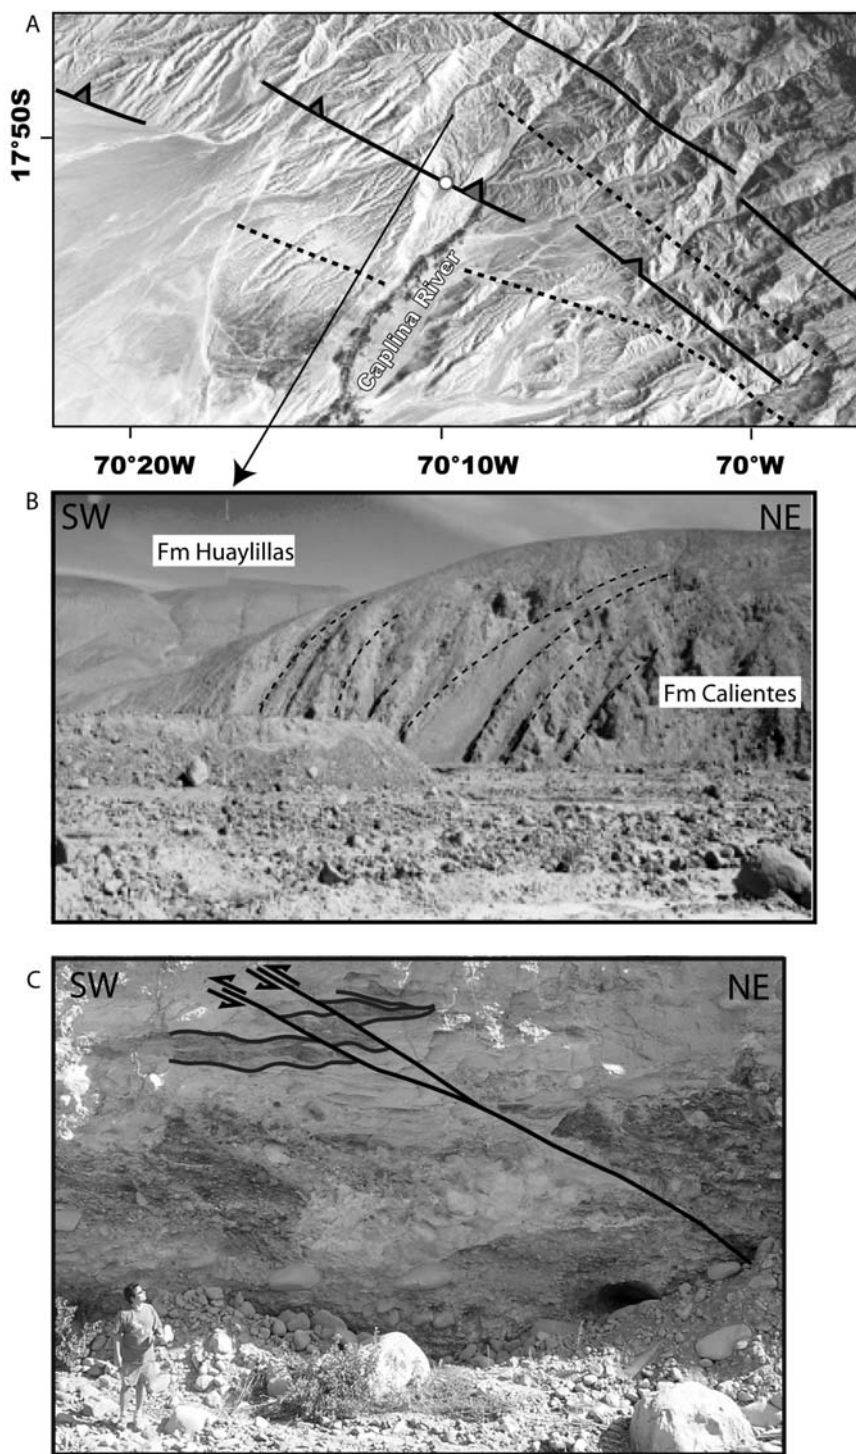 A
17°50S
Caplina River
70°20W
70°10W
70°W
B
SW
NE
Fm Huaylillas
Fm Calientes
C
SW
NE